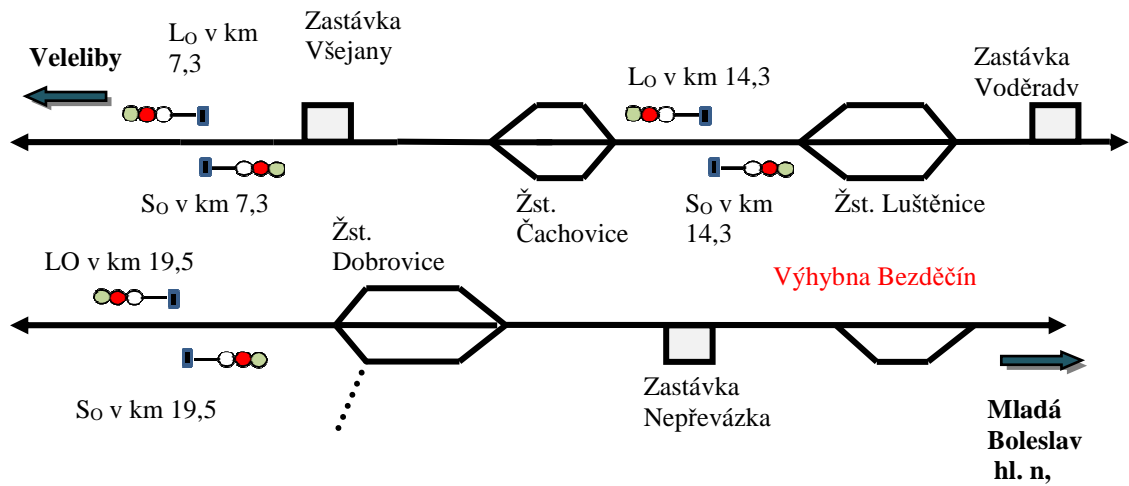 Veleliby
LO v km
7,3
Zastávka
Všejany
LO v km 14,3
Zastávka
Voděrady
SO v km 7,3
Žst.
Čachovice
SO v km
14,3
Žst. Luštěnice
LO v km 19,5
Žst.
Dobrovice
Výhybna Bezděčín
SO v km 19,5
Zastávka
Nepřevázka
Mladá
Boleslav
hl. n,